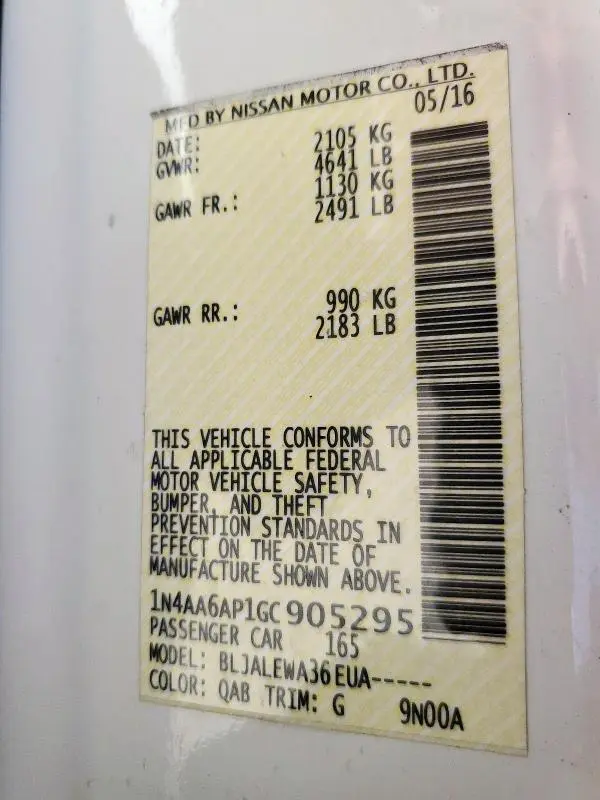 MFD BY NISSAN MOTOR CO., LTD.
DATE: 05/16
GVWR: 2105 KG
4641 LB
GAWR FR.: 1130 KG
2491 LB
GAWR RR.: 990 KG
2183 LB
THIS VEHICLE CONFORMS TO
ALL APPLICABLE FEDERAL
MOTOR VEHICLE SAFETY,
BUMPER, AND THEFT
PREVENTION STANDARDS IN
EFFECT ON THE DATE OF
MANUFACTURE SHOWN ABOVE.
1N4AA6AP1GC905295
PASSENGER CAR 165
MODEL: BLJALEWA36EUA-----
COLOR: QAB TRIM: G 9N00A